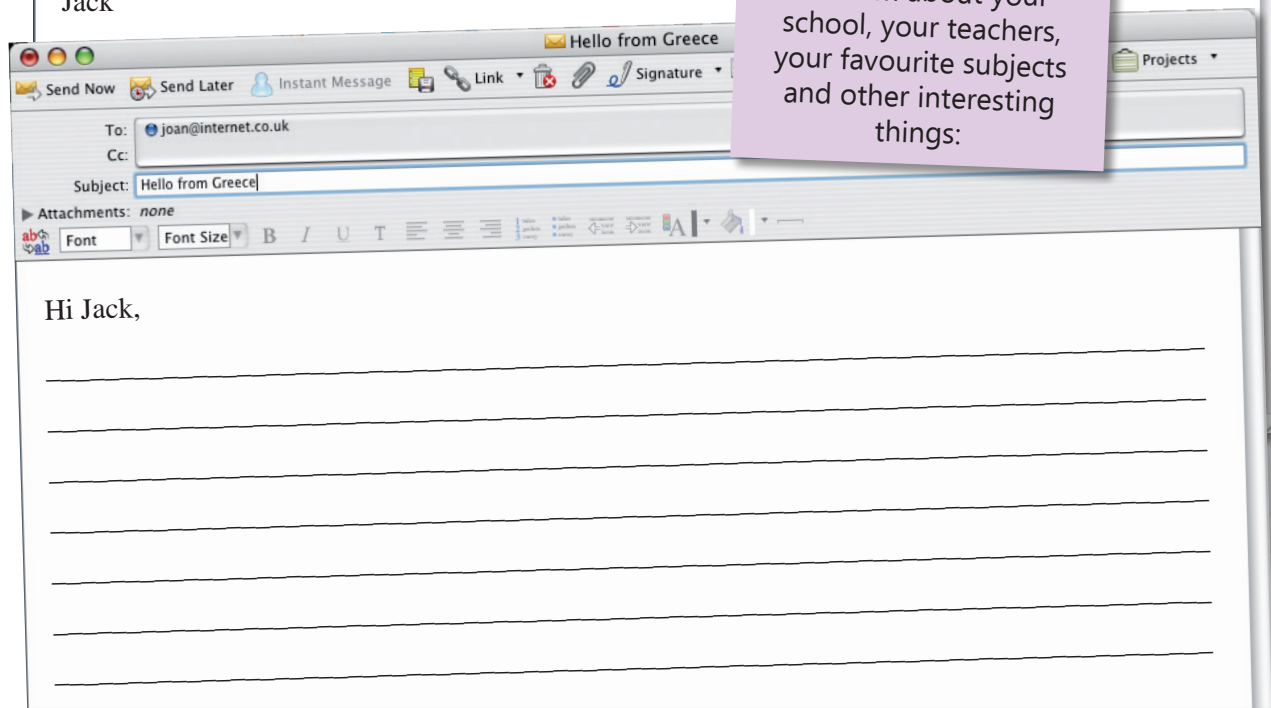 Jack
school, your teachers,
your favourite subjects
and other interesting
things:
Hello from Greece
Send Now Send Later Instant Message Link Signature Projects
To: joan@internet.co.uk
Cc:
Subject: Hello from Greece
Attachments: none
Font Font Size B I U T A
Hi Jack,